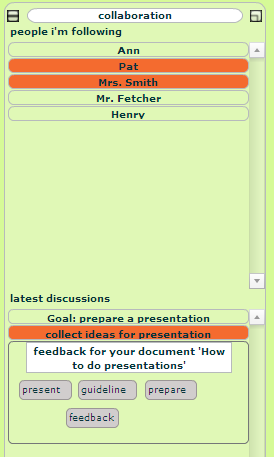 collaboration
people i'm following
Ann
Pat
Mrs. Smith
Mr. Fetcher
Henry
latest discussions
Goal: prepare a presentation
collect ideas for presentation
feedback for your document 'How
to do presentations'
present guideline prepare
feedback